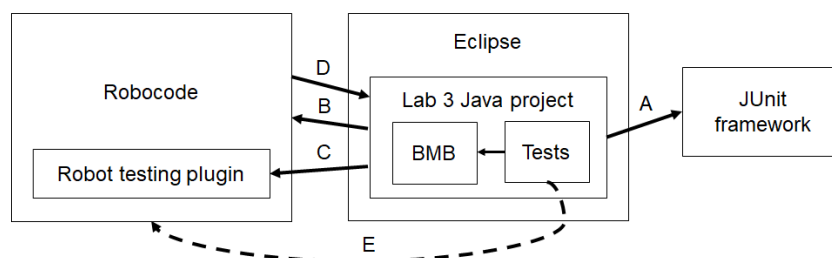 Eclipse
Robocode
D
Lab 3 Java project
A
JUnit
framework
B
BMB
Tests
C
Robot testing plugin
E